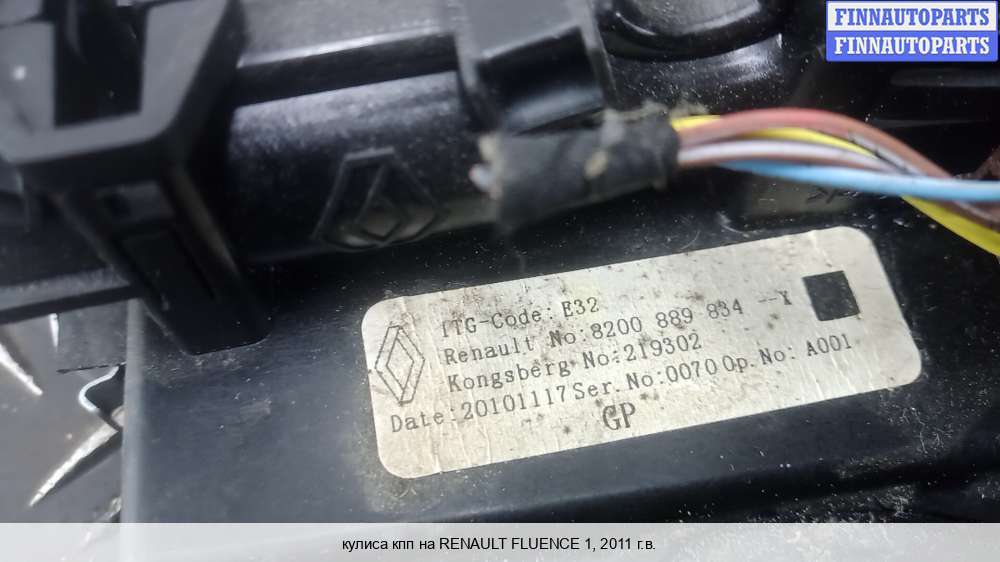 FINNAUTOPARTS
FINNAUTOPARTS
ITG-Code: E32
Renault No:8200 889 834 --X
Kongsberg No:219302
Date:20101117 Ser.No:0070 Op.No: A001
GP
кулиса кпп на RENAULT FLUENCE 1, 2011 г.в.